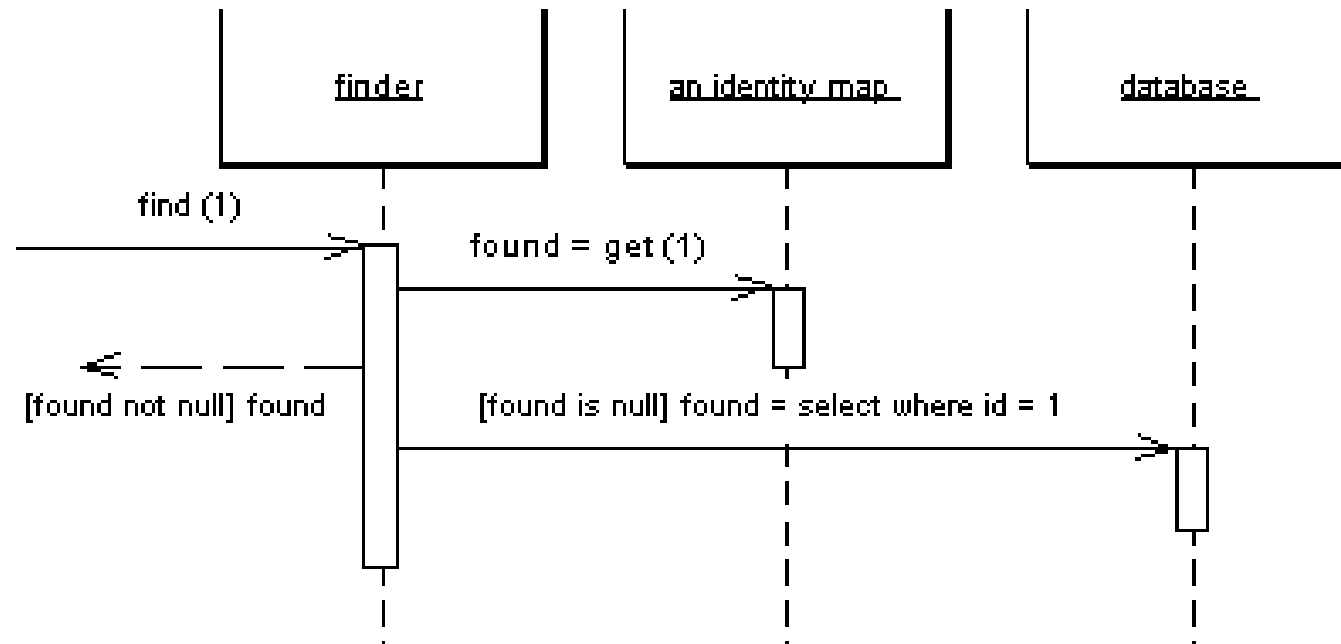 finder
an identity map
database
find (1)
found = get (1)
[found not null] found
[found is null] found = select where id = 1